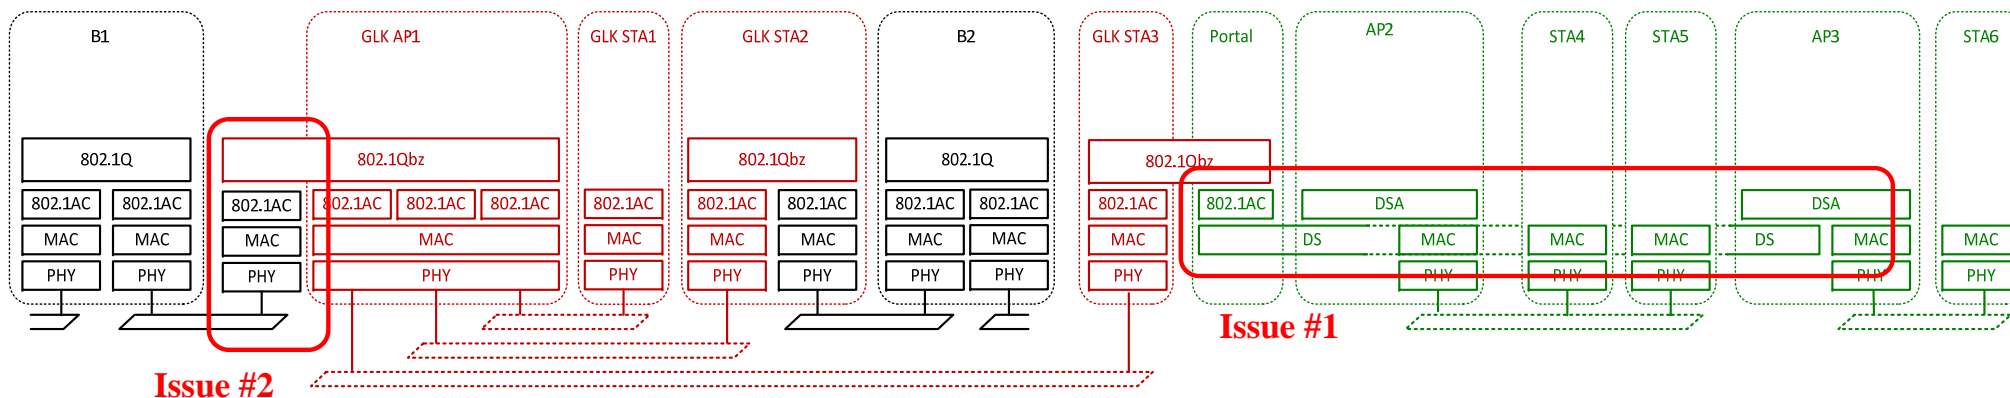 B1 GLK AP1 GLK STA1 GLK STA2 B2 GLK STA3 Portal AP2 STA4 STA5 AP3 STA6
802.1Q 802.1Qbz 802.1Qbz 802.1Q 802.1Qbz
802.1AC 802.1AC 802.1AC 802.1AC 802.1AC 802.1AC 802.1AC 802.1AC 802.1AC 802.1AC 802.1AC 802.1AC 802.1AC DSA DSA
MAC MAC MAC MAC MAC MAC MAC MAC MAC MAC DS MAC MAC MAC DS MAC MAC
PHY PHY PHY PHY PHY PHY PHY PHY PHY PHY PHY PHY PHY PHY PHY
Issue #1
Issue #2